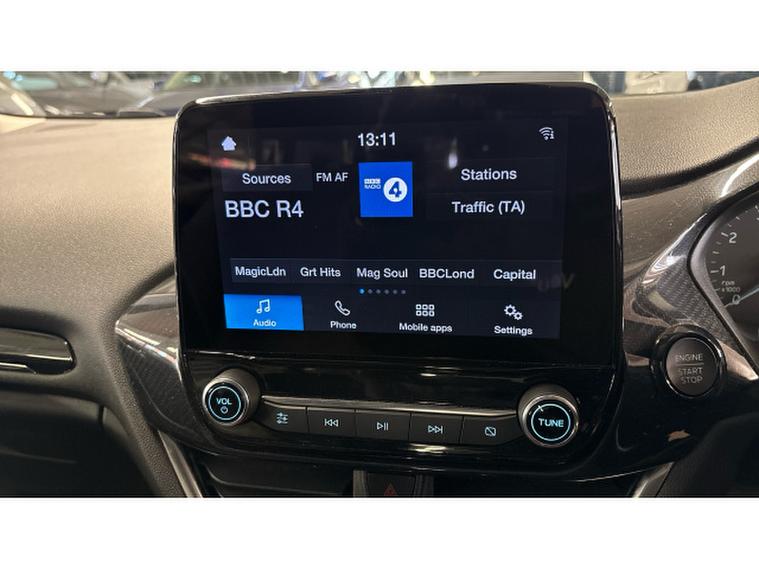 13:11
Sources FM AF BBC RADIO 4 Stations
BBC R4 Traffic (TA)
MagicLdn Grt Hits Mag Soul BBCLond Capital
Audio Phone Mobile apps Settings
VOL TUNE
ENGINE
START
STOP
2
1
rpm
x1000
0